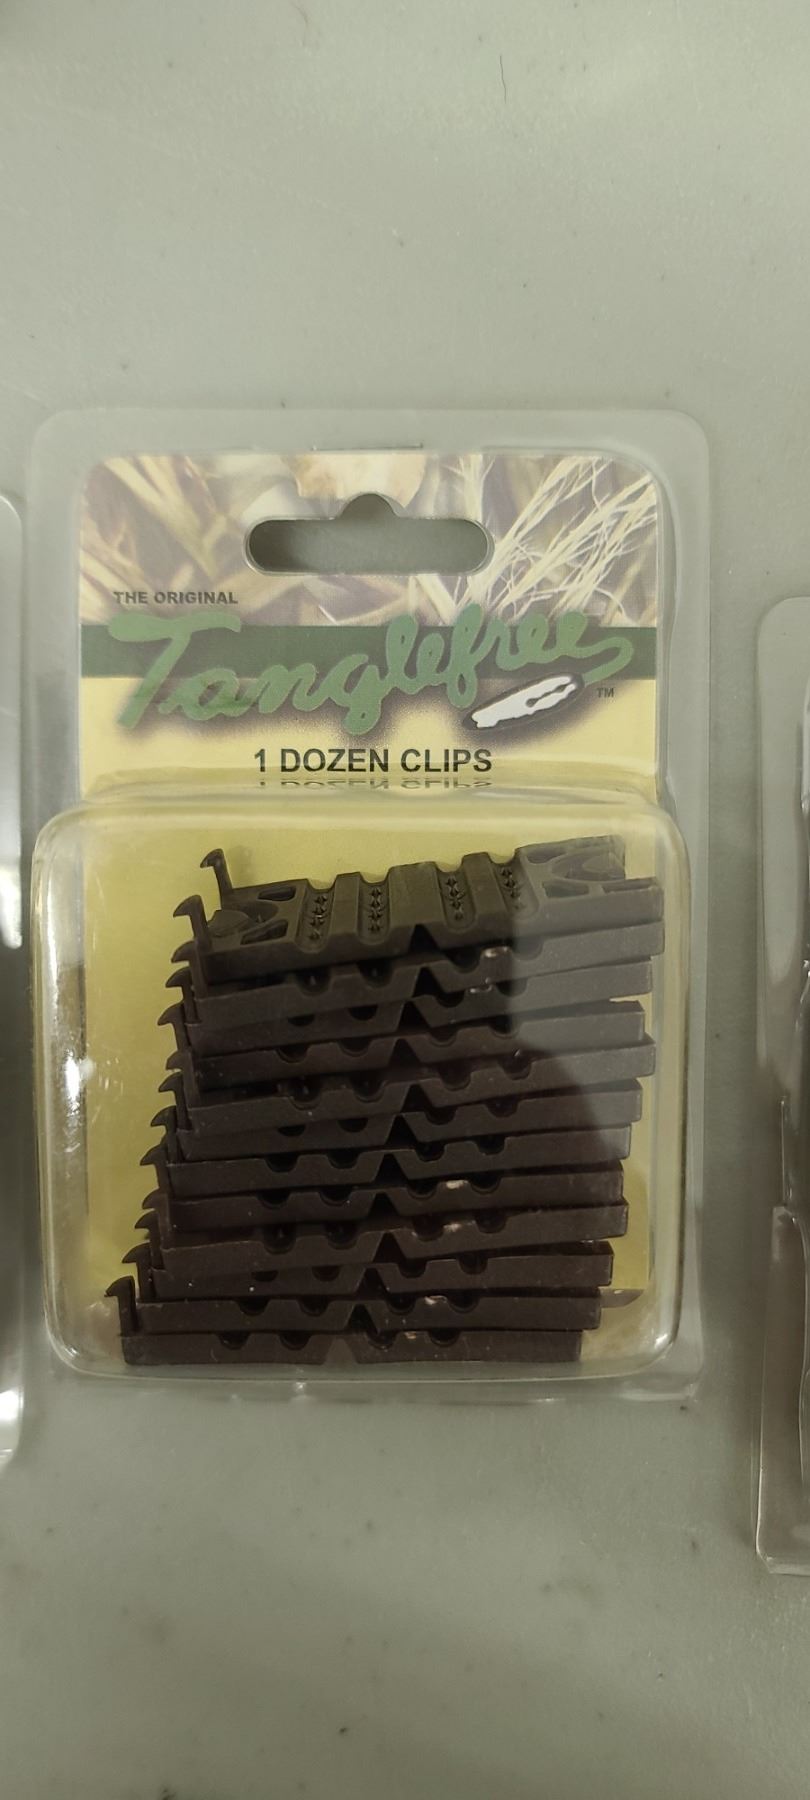 THE ORIGINAL
Tanglefree
TM
1 DOZEN CLIPS